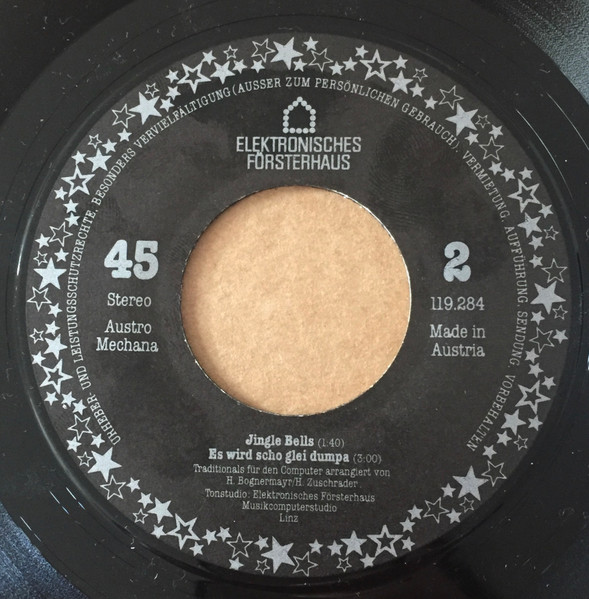 URHEBER- UND LEISTUNGSSCHUTZRECHTE, BESONDERS VERVIELFÄLTIGUNG (AUSSER ZUM PERSÖNLICHEN GEBRAUCH), VERMIETUNG, AUFFÜHRUNG, SENDUNG VORBEHALTEN
ELEKTRONISCHES
FÖRSTERHAUS
45
Stereo
Austro
Mechana
2
119.284
Made in
Austria
Jingle Bells (1:40)
Es wird scho glei dumpa (3:00)
Traditionals für den Computer arrangiert von
H. Bognermayr/H. Zuschrader
Tonstudio: Elektronisches Försterhaus
Musikcomputerstudio
Linz